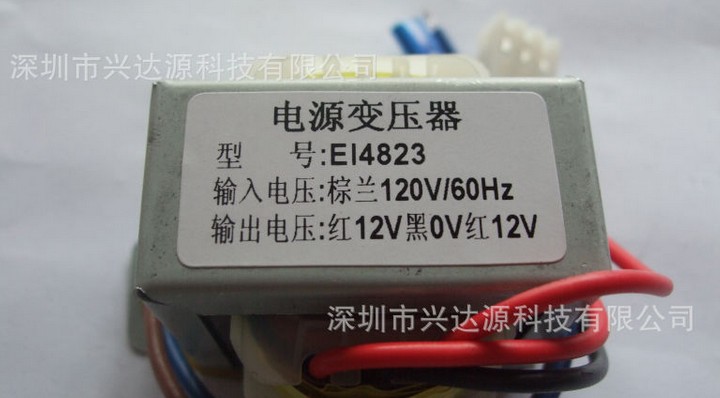 深圳市兴达源科技有限公司
电源变压器
型 号:EI4823
输入电压:棕兰120V/60Hz
输出电压:红12V黑0V红12V
深圳市兴达源科技有限公司